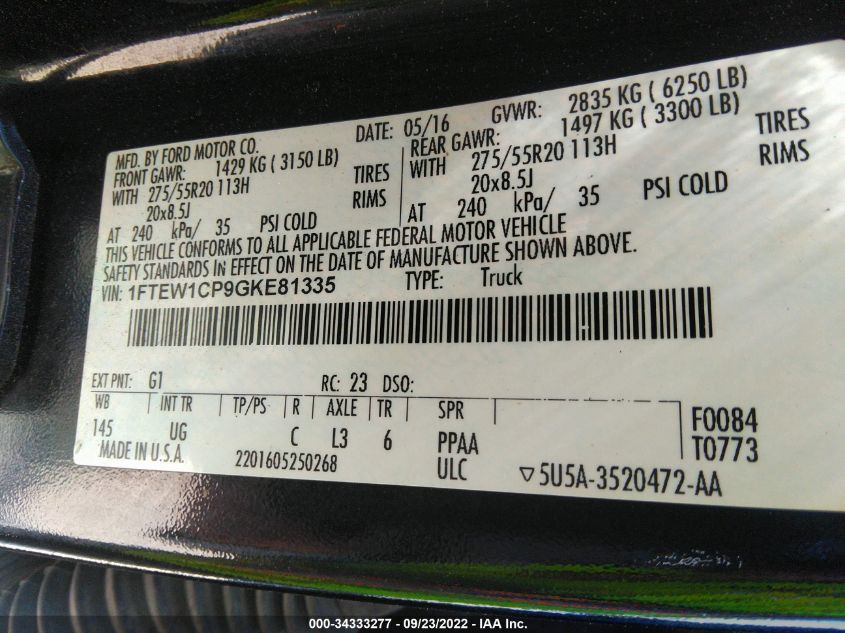 MFD. BY FORD MOTOR CO.
DATE: 05/16 GVWR: 2835 KG ( 6250 LB)
FRONT GAWR: 1429 KG ( 3150 LB)
REAR GAWR: 1497 KG ( 3300 LB)
WITH 275/55R20 113H TIRES
WITH 275/55R20 113H TIRES
20x8.5J RIMS
20x8.5J RIMS
AT 240 kPa/ 35 PSI COLD
AT 240 kPa/ 35 PSI COLD
THIS VEHICLE CONFORMS TO ALL APPLICABLE FEDERAL MOTOR VEHICLE
SAFETY STANDARDS IN EFFECT ON THE DATE OF MANUFACTURE SHOWN ABOVE.
VIN: 1FTEW1CP9GKE81335 TYPE: Truck
EXT PNT: G1 RC: 23 DSO:
WB INT TR TP/PS R AXLE TR SPR
145 UG C L3 6 PPAA
F0084
T0773
MADE IN U.S.A. 2201605250268 ULC ▽5U5A-3520472-AA
000-34333277 - 09/23/2022 - IAA Inc.